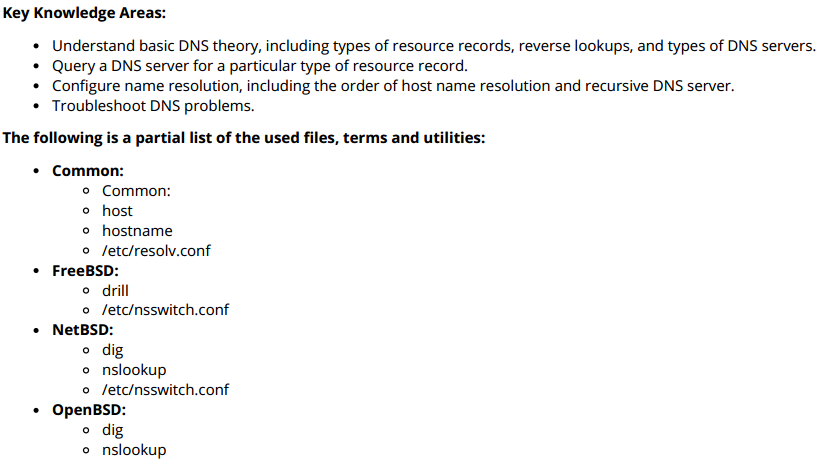 Key Knowledge Areas:
Understand basic DNS theory, including types of resource records, reverse lookups, and types of DNS servers.
Query a DNS server for a particular type of resource record.
Configure name resolution, including the order of host name resolution and recursive DNS server.
Troubleshoot DNS problems.
The following is a partial list of the used files, terms and utilities:
Common:
Common:
host
hostname
/etc/resolv.conf
FreeBSD:
drill
/etc/nsswitch.conf
NetBSD:
dig
nslookup
/etc/nsswitch.conf
OpenBSD:
dig
nslookup